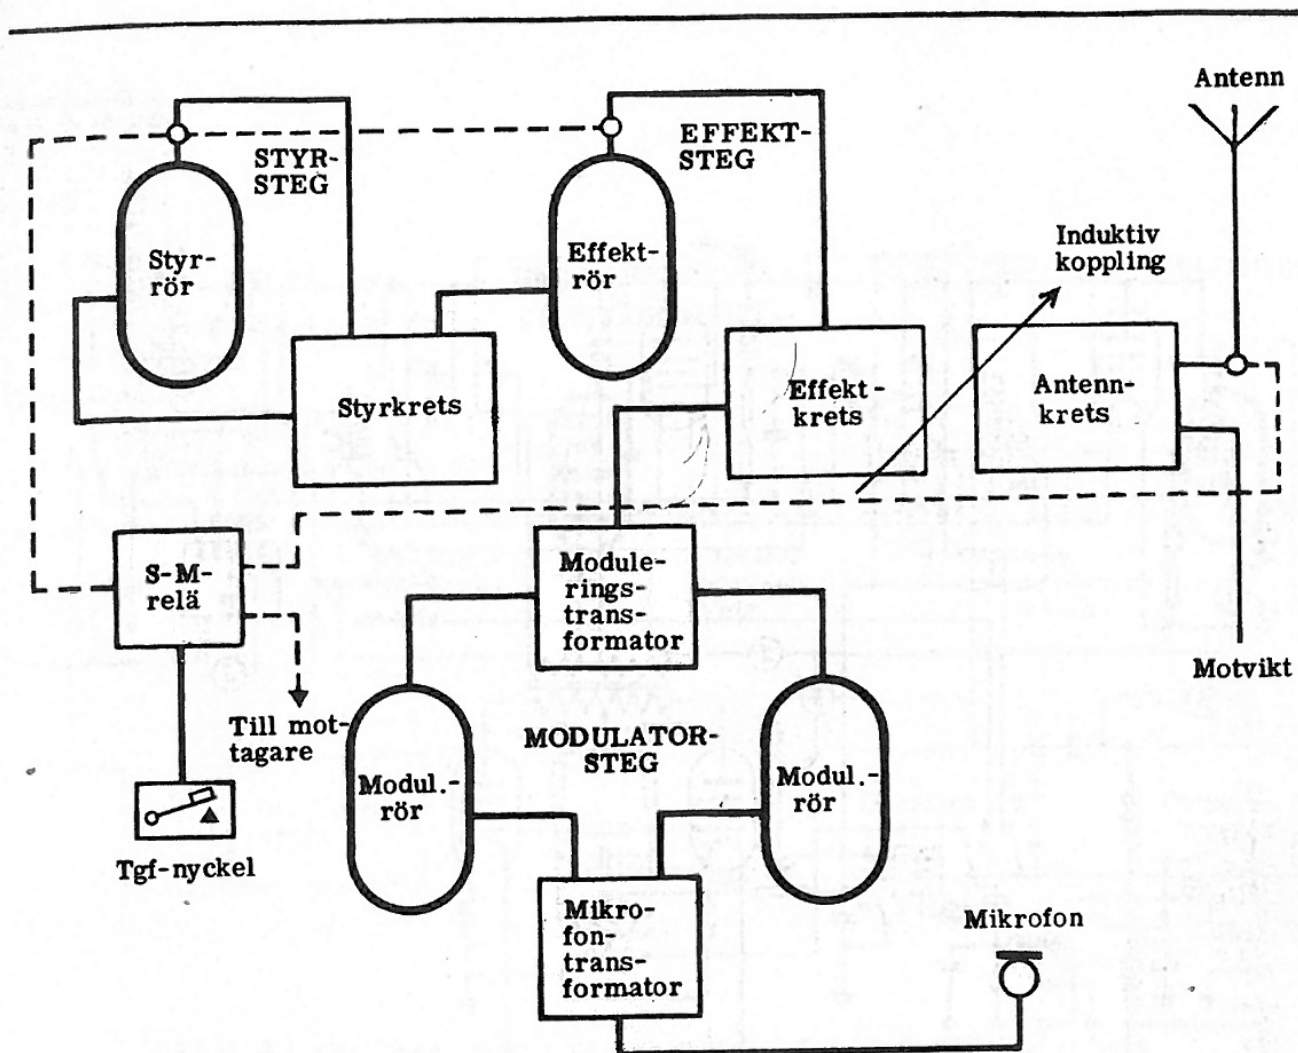 Antenn
STYR-
STEG
EFFEKT-
STEG
Styr-
rör
Effekt-
rör
Induktiv
koppling
Styrkrets
Effekt-
krets
Antenn-
krets
S-M-
relä
Module-
rings-
trans-
formator
Motvikt
Till mot-
tagare
MODULATOR-
STEG
Modul.-
rör
Modul.-
rör
Tgf-nyckel
Mikro-
fon-
trans-
formator
Mikrofon